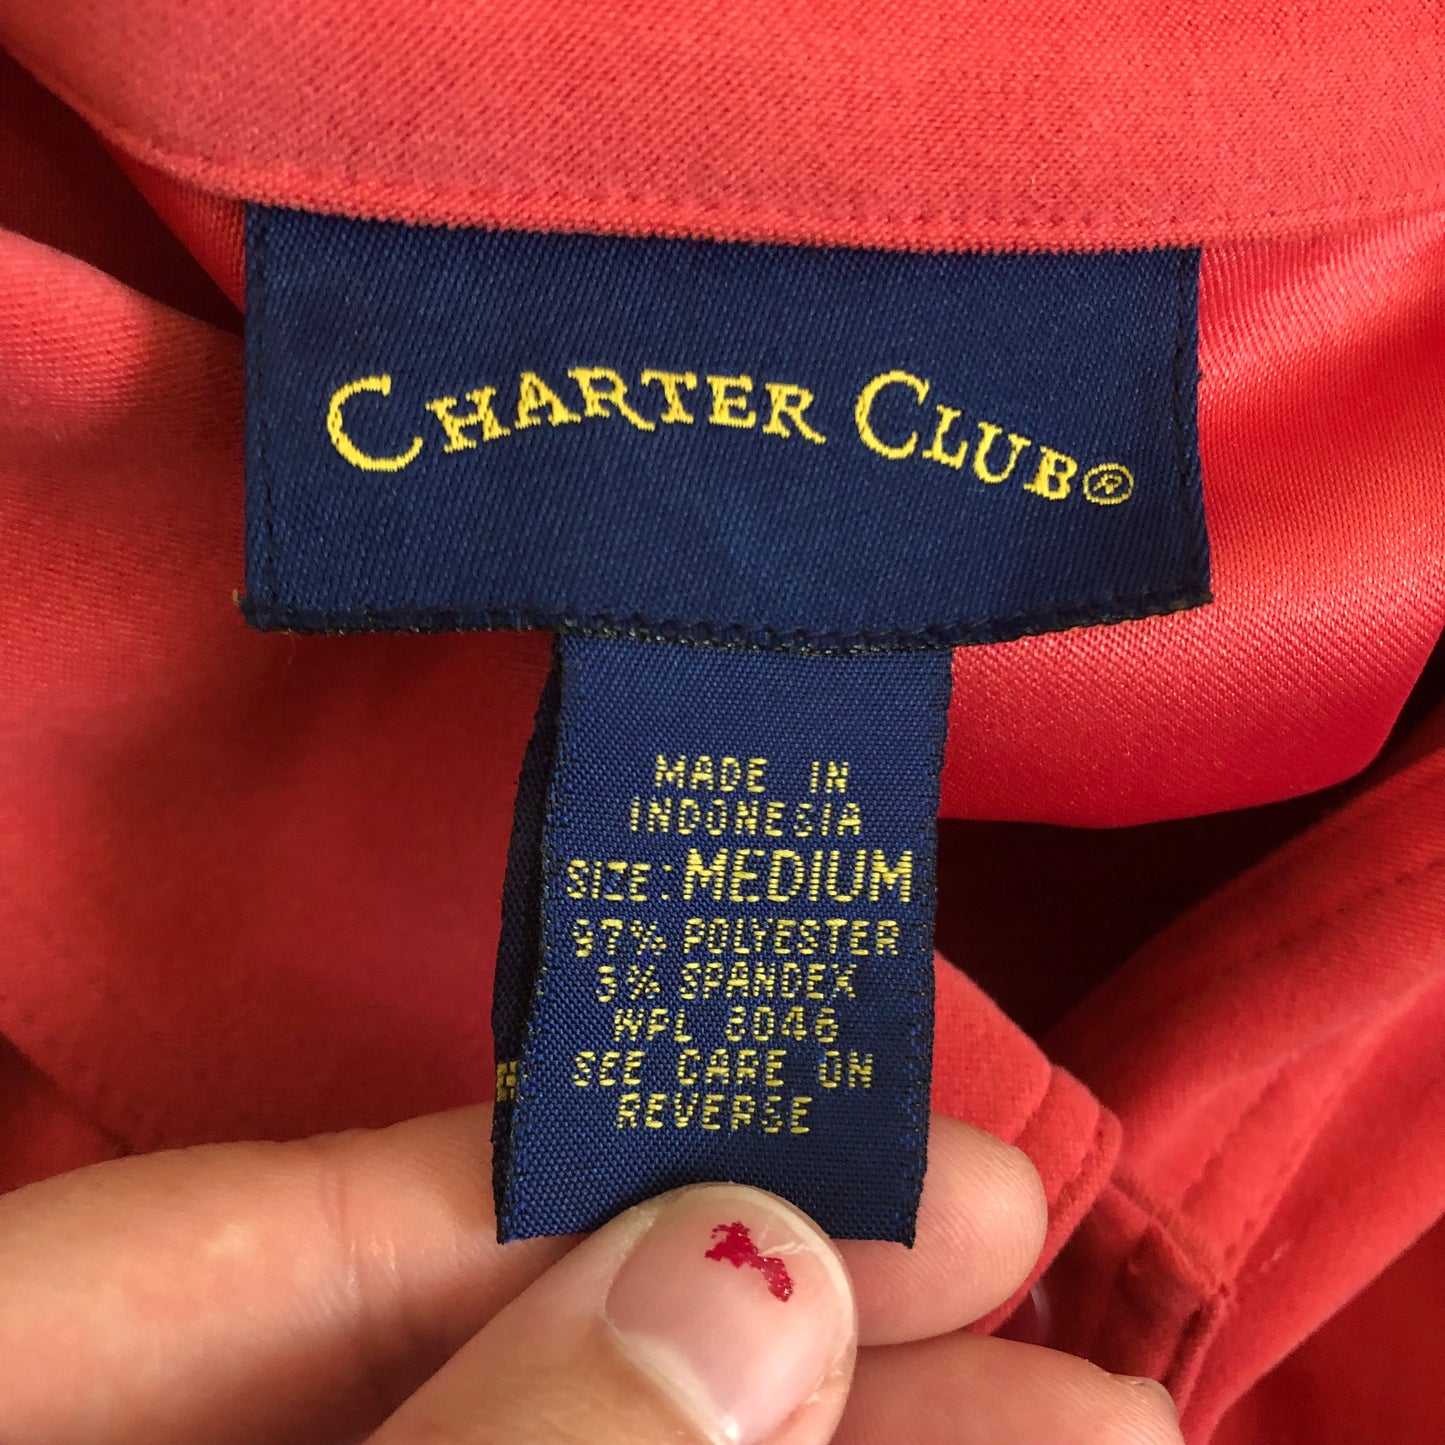 CHARTER CLUB®
MADE IN
INDONESIA
SIZE: MEDIUM
97% POLYESTER
3% SPANDEX
WPL 8046
SEE CARE ON
REVERSE